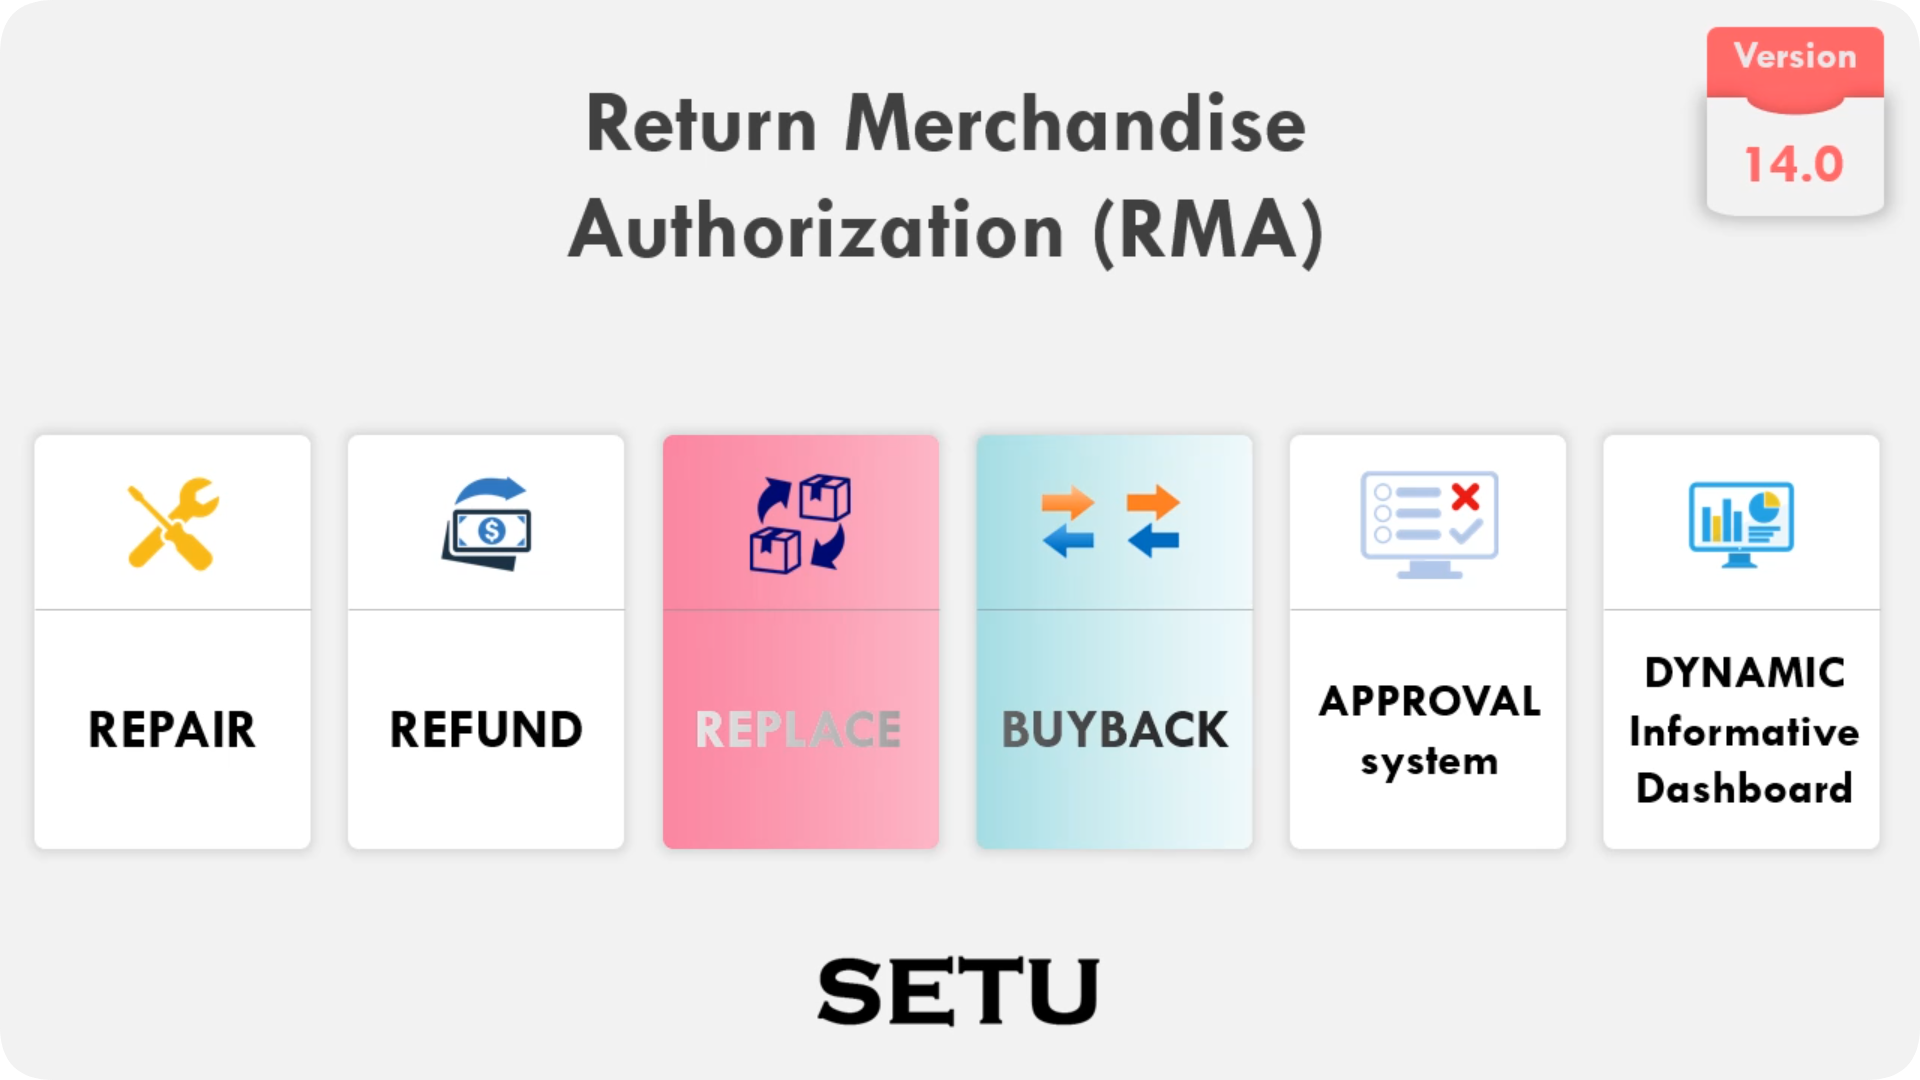 Return Merchandise
Authorization (RMA)
Version
14.0
REPAIR
REFUND
REPLACE
BUYBACK
APPROVAL
system
DYNAMIC
Informative
Dashboard
SETU